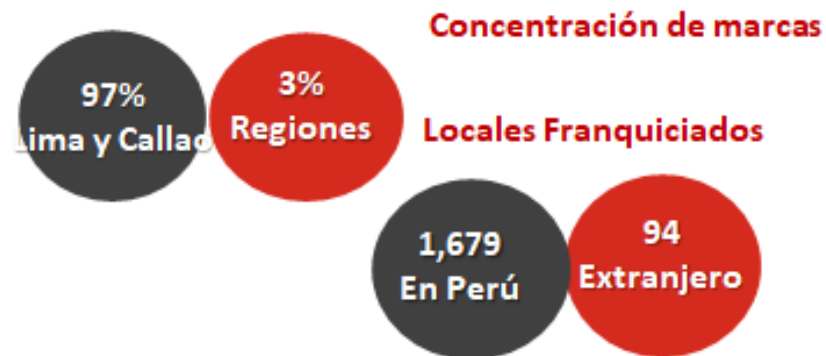 Concentración de marcas
97%
Lima y Callao
3%
Regiones
Locales Franquiciados
1,679
En Perú
94
Extranjero